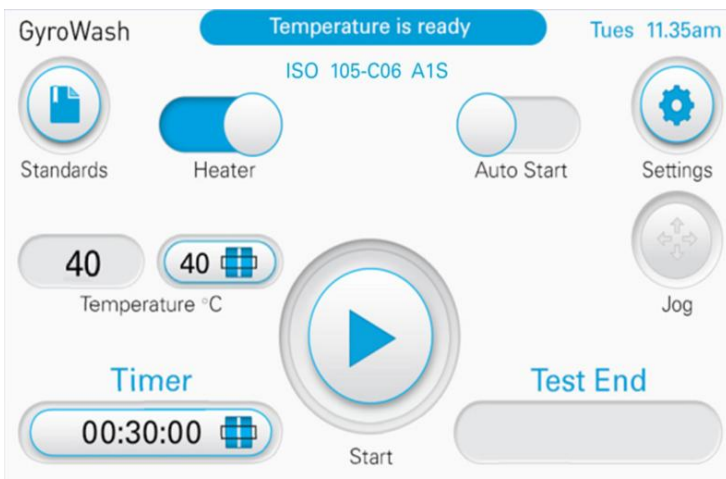 GyroWash
Temperature is ready
Tues 11.35am
ISO 105-C06 A1S
Standards
Heater
Auto Start
Settings
40
40
Temperature °C
Jog
Timer
Test End
00:30:00
Start